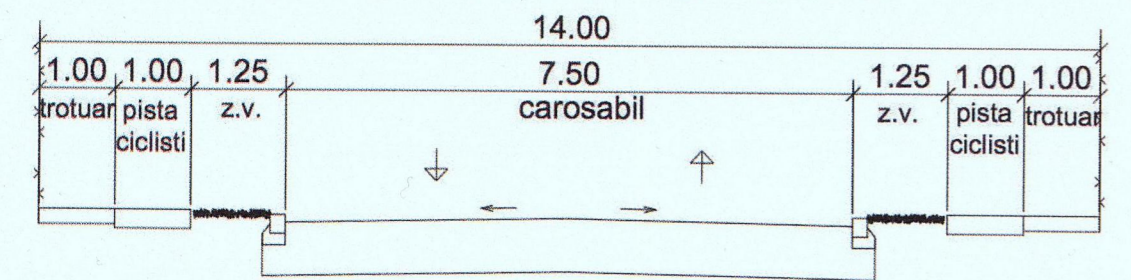 14.00
1.00 1.00 1.25 7.50 1.25 1.00 1.00
trotuar pista z.v. carosabil z.v. pista trotuar
ciclisti ciclisti